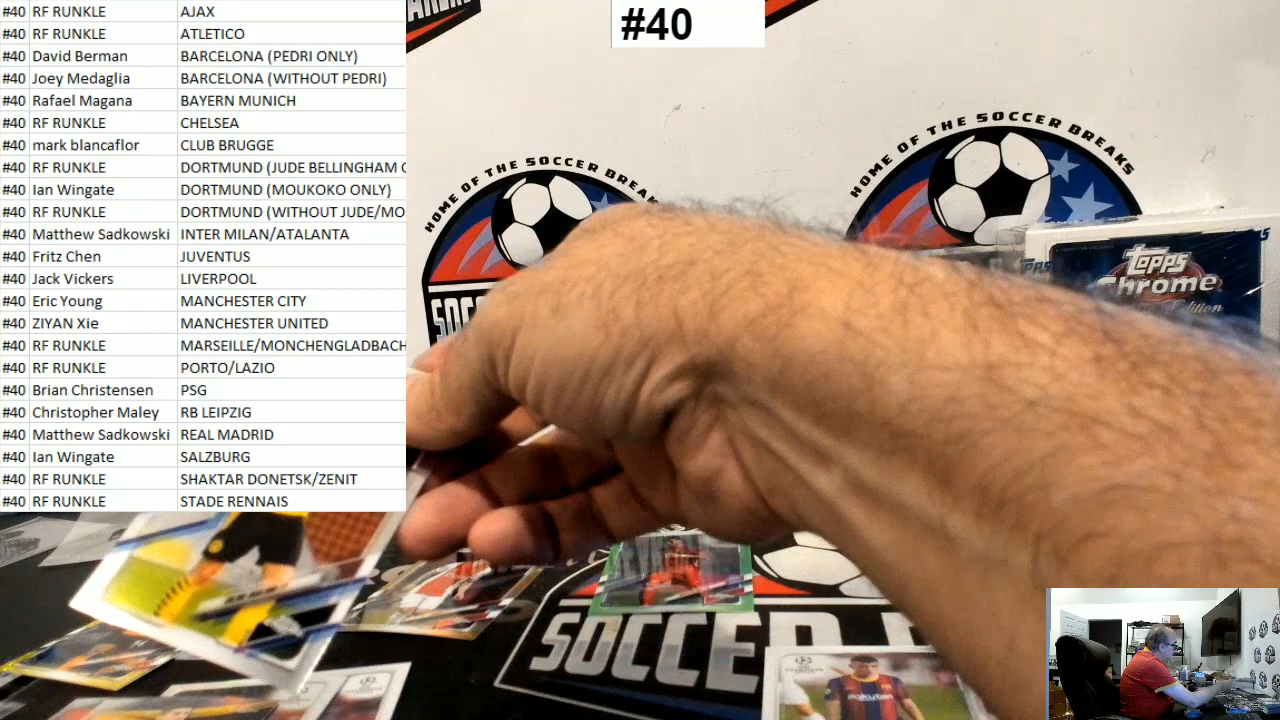 #40 RF RUNKLE AJAX
#40 RF RUNKLE ATLETICO
#40 David Berman BARCELONA (PEDRI ONLY)
#40 Joey Medaglia BARCELONA (WITHOUT PEDRI)
#40 Rafael Magana BAYERN MUNICH
#40 RF RUNKLE CHELSEA
#40 mark blancaflor CLUB BRUGGE
#40 RF RUNKLE DORTMUND (JUDE BELLINGHAM
#40 Ian Wingate DORTMUND (MOUKOKO ONLY)
#40 RF RUNKLE DORTMUND (WITHOUT JUDE/MO
#40 Matthew Sadkowski INTER MILAN/ATALANTA
#40 Fritz Chen JUVENTUS
#40 Jack Vickers LIVERPOOL
#40 Eric Young MANCHESTER CITY
#40 ZIYAN Xie MANCHESTER UNITED
#40 RF RUNKLE MARSEILLE/MONCHENGLADBACH
#40 RF RUNKLE PORTO/LAZIO
#40 Brian Christensen PSG
#40 Christopher Maley RB LEIPZIG
#40 Matthew Sadkowski REAL MADRID
#40 Ian Wingate SALZBURG
#40 RF RUNKLE SHAKTAR DONETSK/ZENIT
#40 RF RUNKLE STADE RENNAIS
#40
HOME OF THE SOCCER BREAK
SOC
HOME OF THE SOCCER BREAKS
Topps
Chrome
Edition
SOCCER
Rakuten